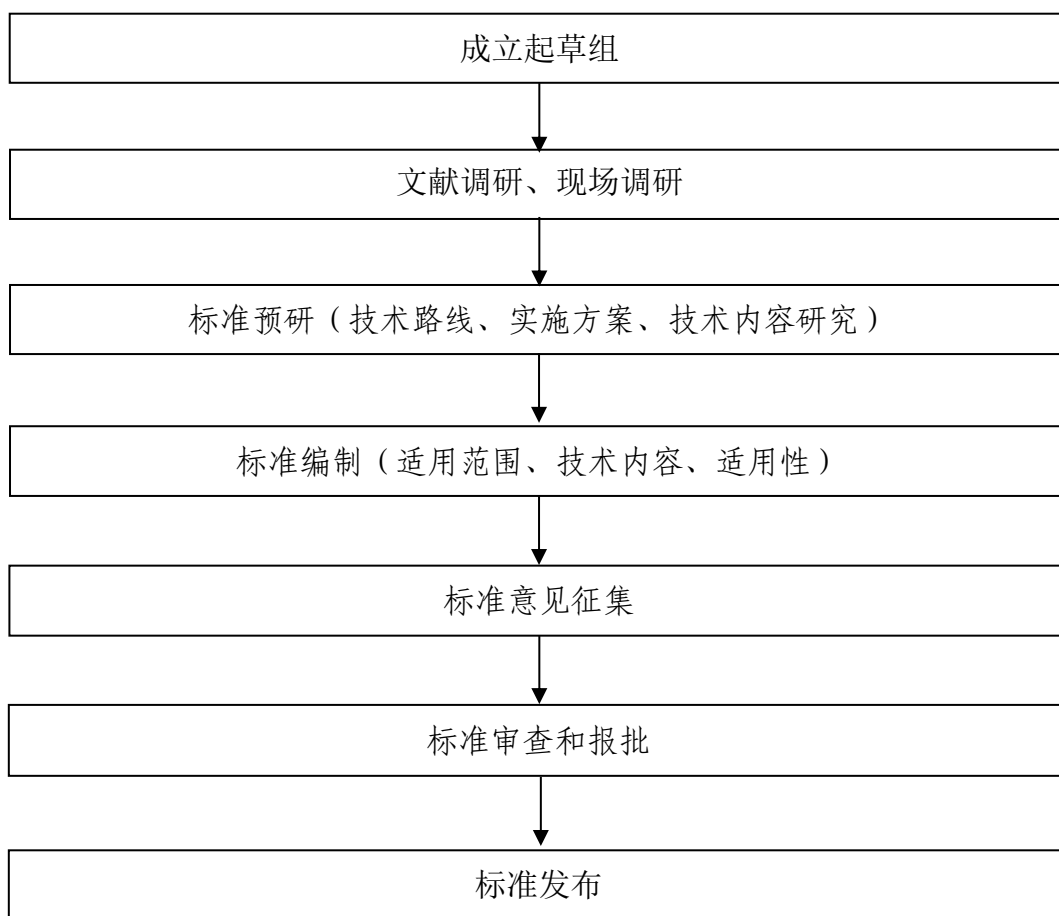 成立起草组
文献调研、现场调研
标准预研（技术路线、实施方案、技术内容研究）
标准编制（适用范围、技术内容、适用性）
标准意见征集
标准审查和报批
标准发布